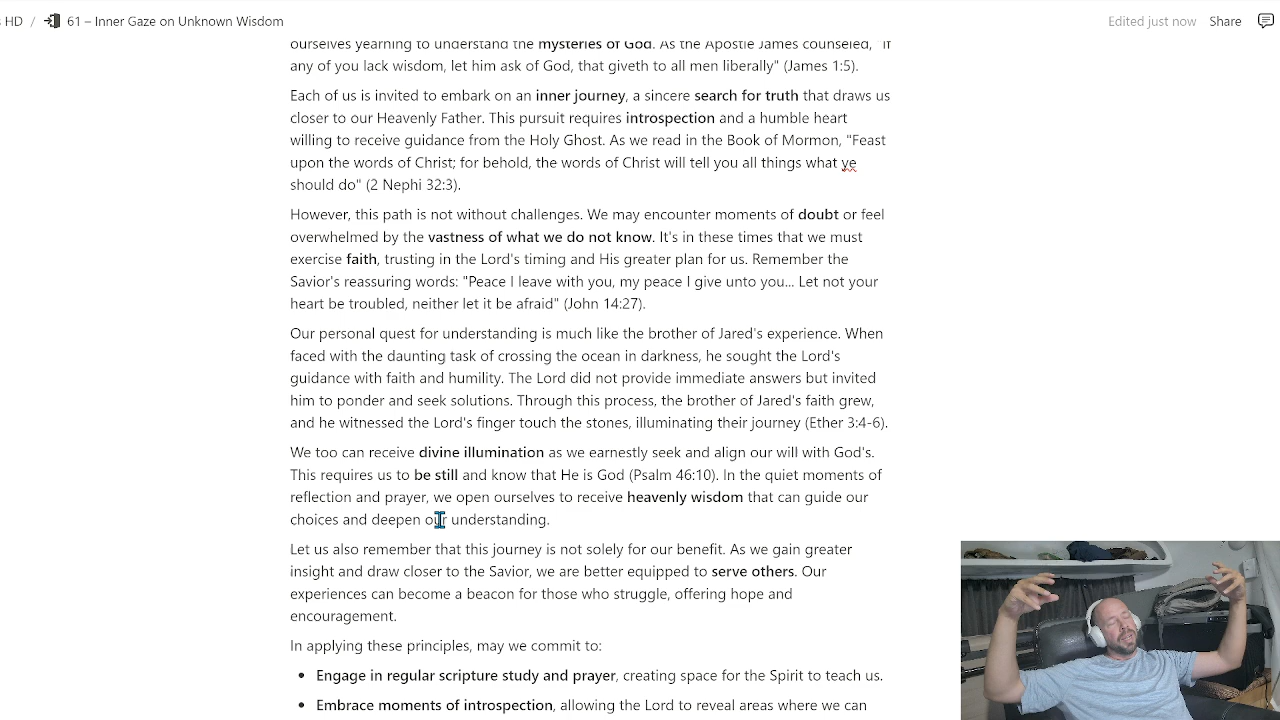 s HD / 61 – Inner Gaze on Unknown Wisdom Edited just now Share
ourselves yearning to understand the mysteries of God. As the Apostle James counseled, "If
any of you lack wisdom, let him ask of God, that giveth to all men liberally" (James 1:5).
Each of us is invited to embark on an inner journey, a sincere search for truth that draws us
closer to our Heavenly Father. This pursuit requires introspection and a humble heart
willing to receive guidance from the Holy Ghost. As we read in the Book of Mormon, "Feast
upon the words of Christ; for behold, the words of Christ will tell you all things what ye
should do" (2 Nephi 32:3).
However, this path is not without challenges. We may encounter moments of doubt or feel
overwhelmed by the vastness of what we do not know. It's in these times that we must
exercise faith, trusting in the Lord's timing and His greater plan for us. Remember the
Savior's reassuring words: "Peace I leave with you, my peace I give unto you... Let not your
heart be troubled, neither let it be afraid" (John 14:27).
Our personal quest for understanding is much like the brother of Jared's experience. When
faced with the daunting task of crossing the ocean in darkness, he sought the Lord's
guidance with faith and humility. The Lord did not provide immediate answers but invited
him to ponder and seek solutions. Through this process, the brother of Jared's faith grew,
and he witnessed the Lord's finger touch the stones, illuminating their journey (Ether 3:4-6).
We too can receive divine illumination as we earnestly seek and align our will with God's.
This requires us to be still and know that He is God (Psalm 46:10). In the quiet moments of
reflection and prayer, we open ourselves to receive heavenly wisdom that can guide our
choices and deepen our understanding.
Let us also remember that this journey is not solely for our benefit. As we gain greater
insight and draw closer to the Savior, we are better equipped to serve others. Our
experiences can become a beacon for those who struggle, offering hope and
encouragement.
In applying these principles, may we commit to:
• Engage in regular scripture study and prayer, creating space for the Spirit to teach us.
• Embrace moments of introspection, allowing the Lord to reveal areas where we can